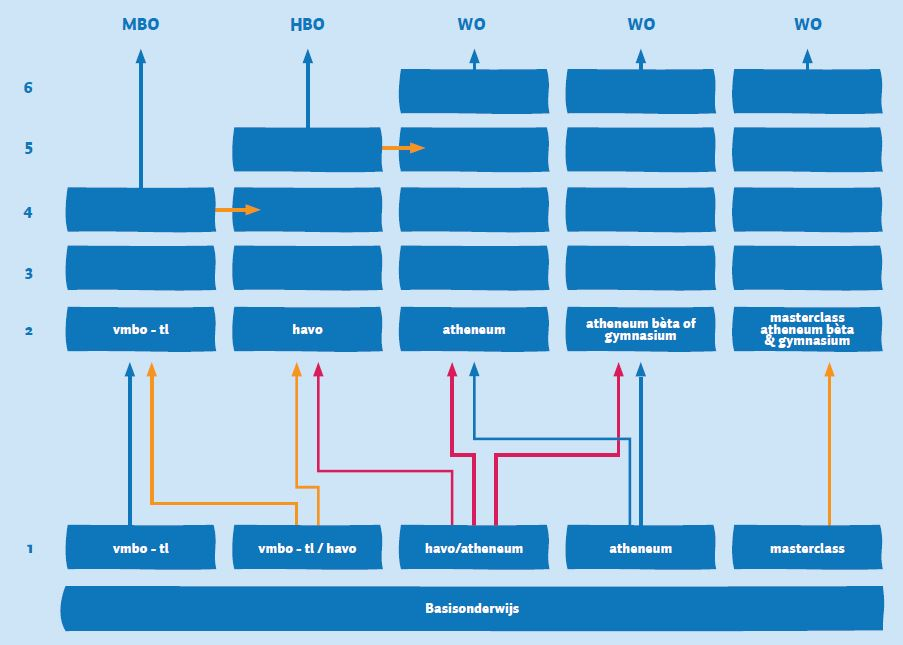 MBO HBO WO WO WO
6
5
4
3
2 vmbo - tl havo atheneum atheneum bèta of gymnasium masterclass atheneum bèta & gymnasium
1 vmbo - tl vmbo - tl / havo havo/atheneum atheneum masterclass
Basisonderwijs